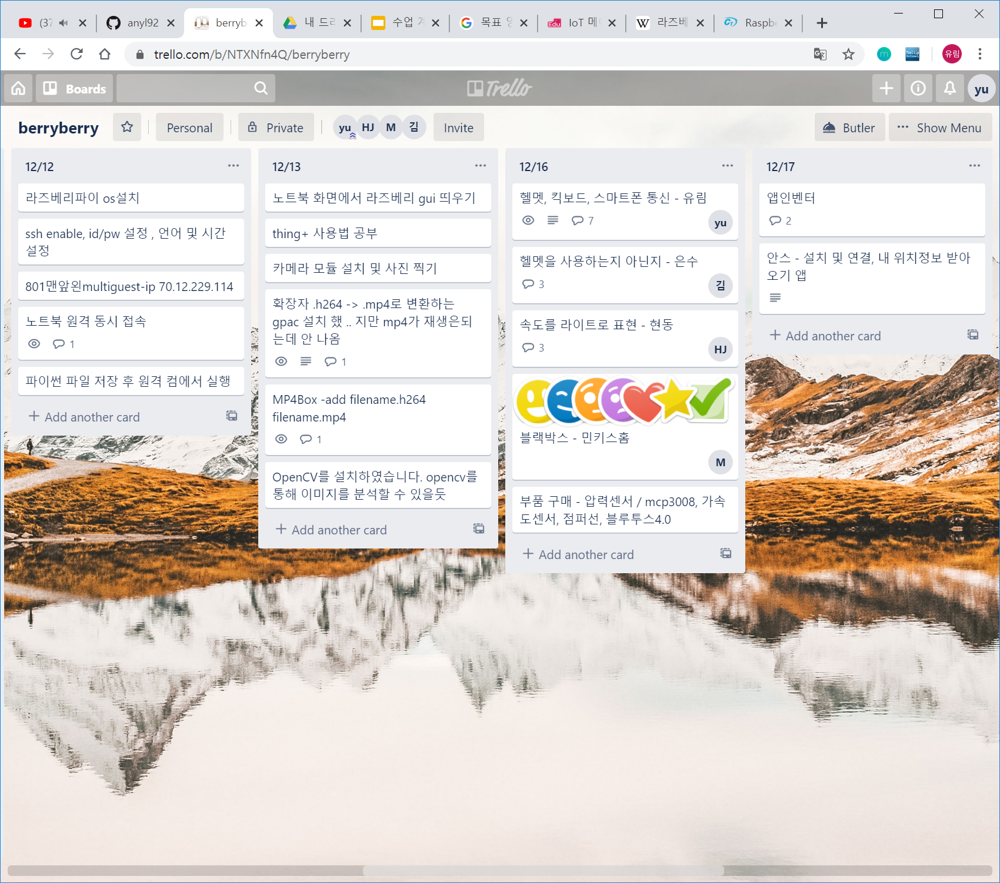 (37
anyl92
berryb
내 드라
수업 겨
목표
IoT 메
라즈베
Raspbe
trello.com/b/NTXNfn4Q/berryberry
유림
Boards
Trello
yu
berryberry
Personal
Private
yu HJ M 김
Invite
Butler
Show Menu
12/12
라즈베리파이 os설치
ssh enable, id/pw 설정 , 언어 및 시간
설정
801맨앞왼multiguest-ip 70.12.229.114
노트북 원격 동시 접속
1
파이썬 파일 저장 후 원격 컴에서 실행
Add another card
12/13
노트북 화면에서 라즈베리 gui 띄우기
thing+ 사용법 공부
카메라 모듈 설치 및 사진 찍기
확장자 .h264 -> .mp4로 변환하는
gpac 설치 했 .. 지만 mp4가 재생은되
는데 안 나옴
1
MP4Box -add filename.h264
filename.mp4
1
OpenCV를 설치하였습니다. opencv를
통해 이미지를 분석할 수 있을듯
Add another card
12/16
헬멧, 킥보드, 스마트폰 통신 - 유림
7
yu
헬멧을 사용하는지 아닌지 - 은수
3
김
속도를 라이트로 표현 - 현동
3
HJ
블랙박스 - 민키스홈
M
부품 구매 - 압력센서 / mcp3008, 가속
도센서, 점퍼선, 블루투스4.0
Add another card
12/17
앱인벤터
2
안스 - 설치 및 연결, 내 위치정보 받아
오기 앱
Add another card